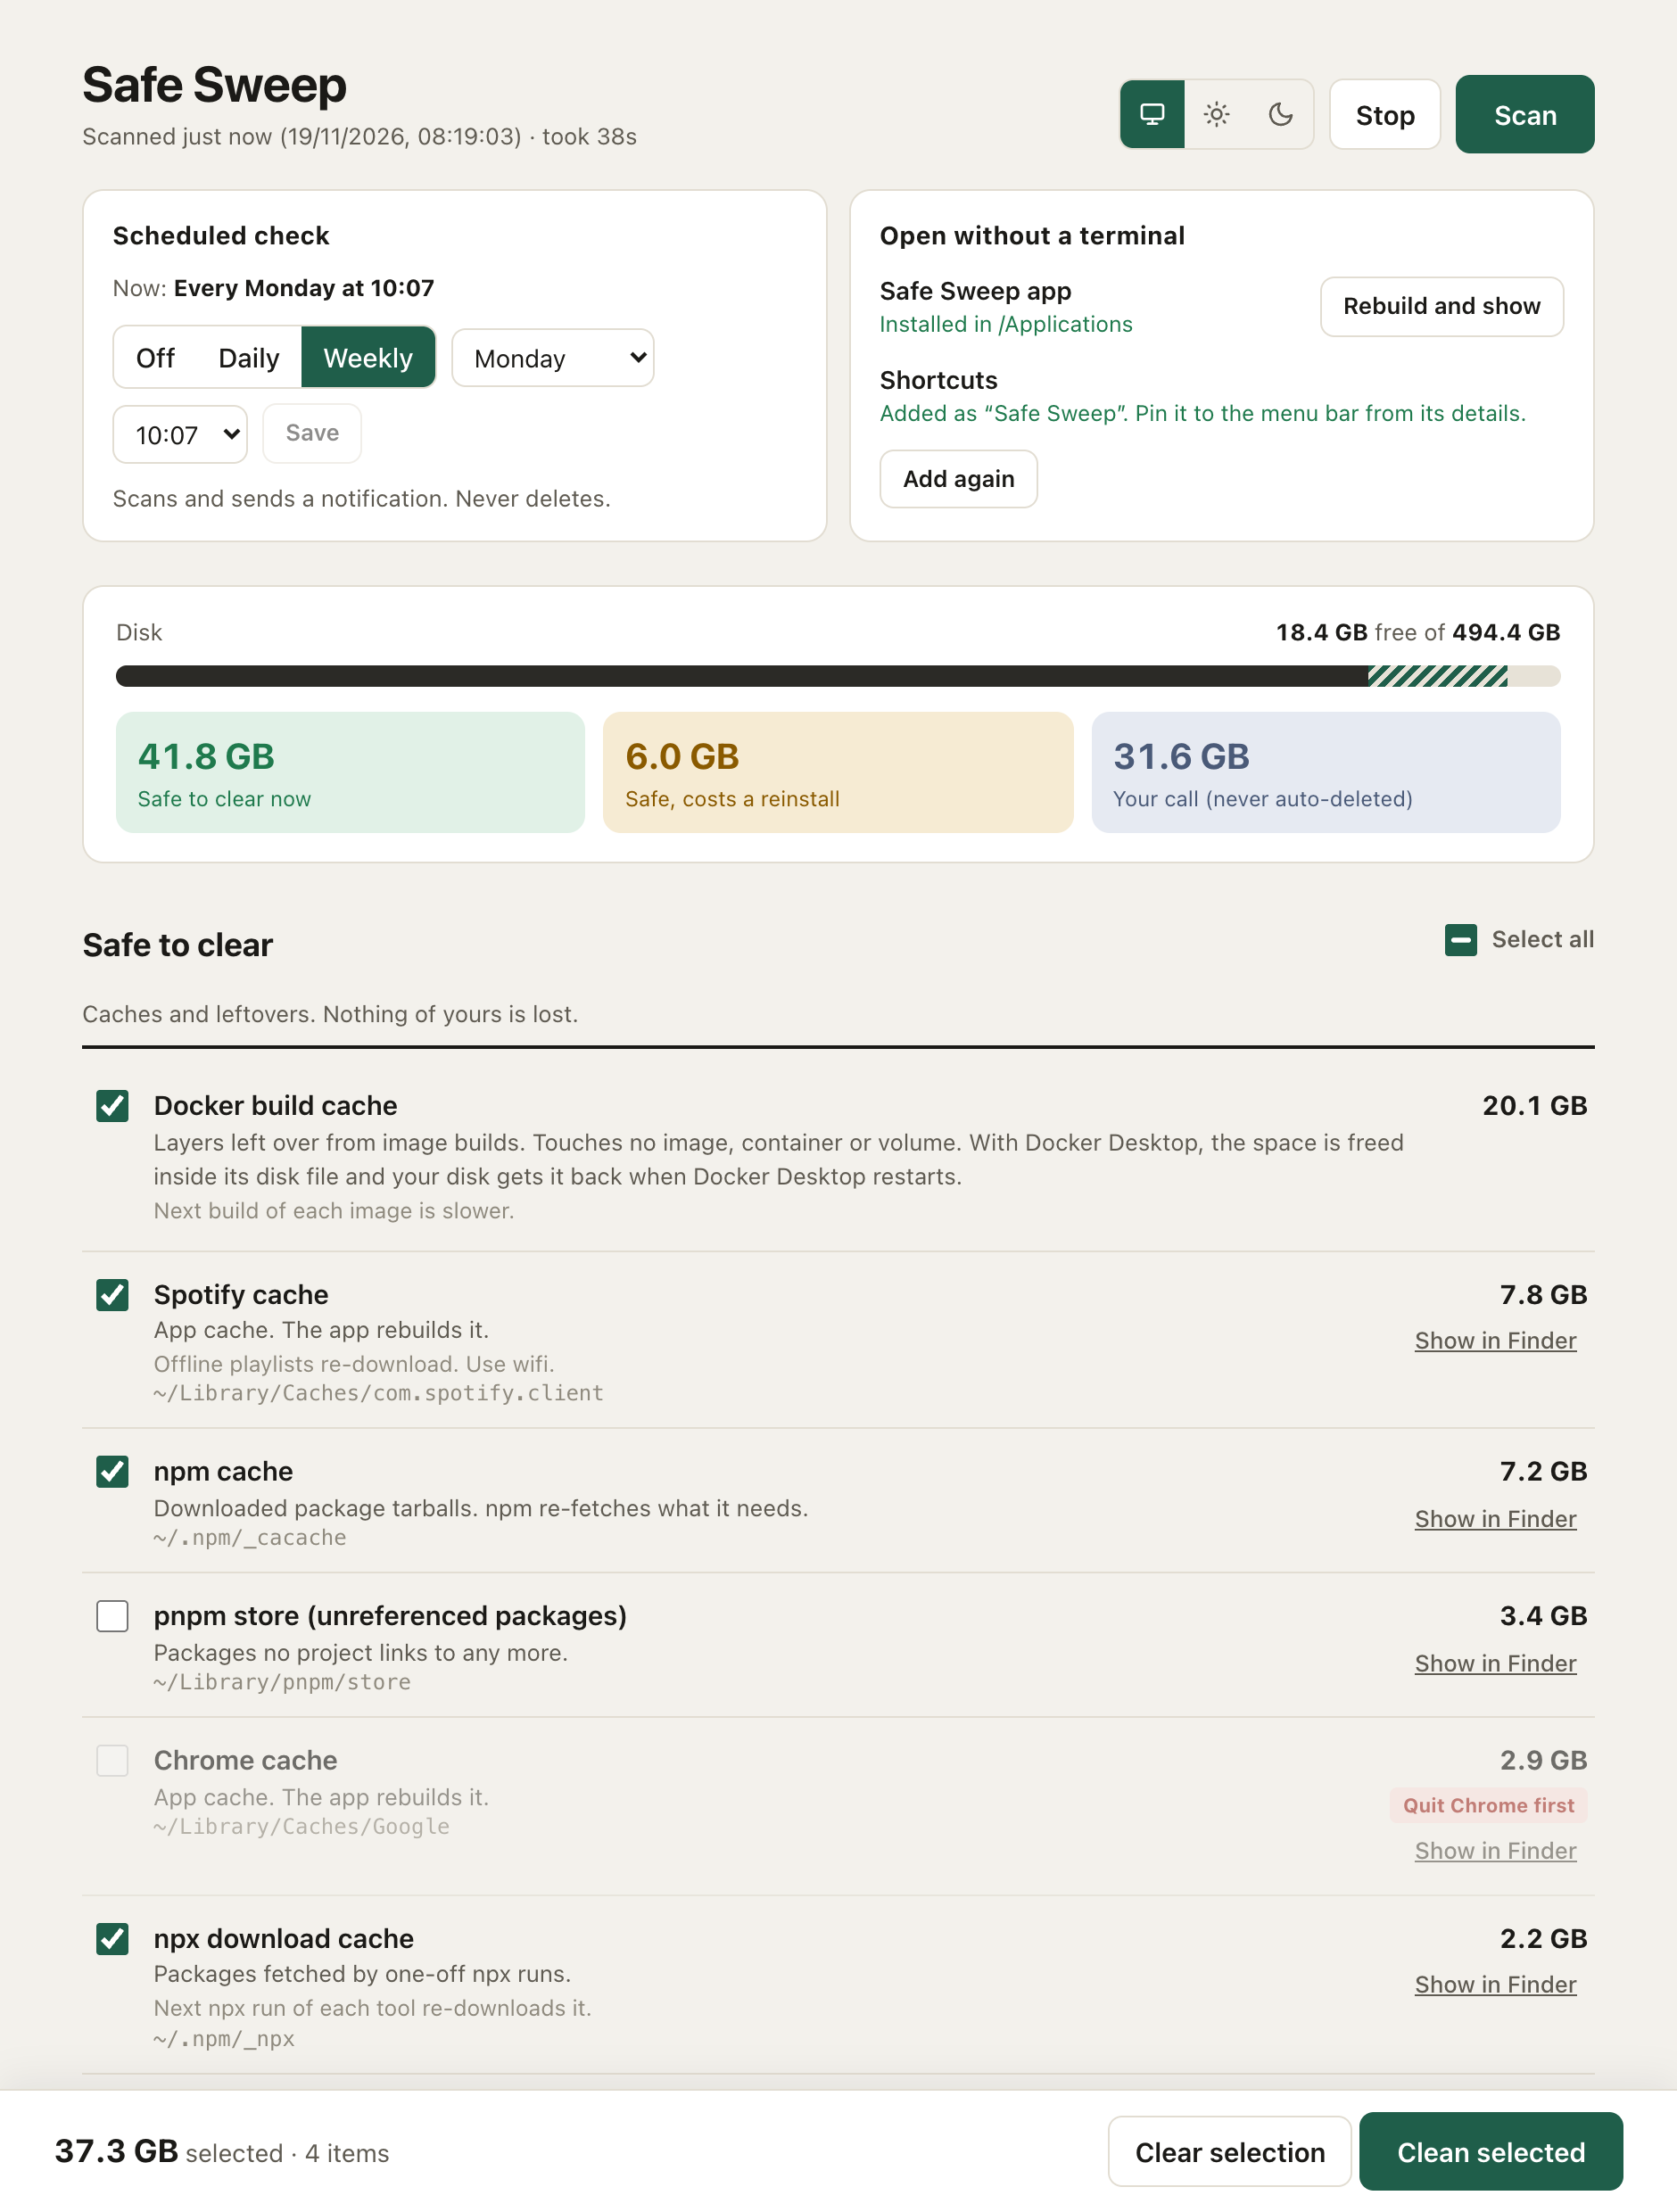 Safe Sweep
Scanned just now (19/11/2026, 08:19:03) · took 38s
Stop
Scan
Scheduled check
Now: Every Monday at 10:07
Off
Daily
Weekly
Monday
10:07
Save
Scans and sends a notification. Never deletes.
Open without a terminal
Safe Sweep app
Installed in /Applications
Rebuild and show
Shortcuts
Added as “Safe Sweep”. Pin it to the menu bar from its details.
Add again
Disk
18.4 GB free of 494.4 GB
41.8 GB
Safe to clear now
6.0 GB
Safe, costs a reinstall
31.6 GB
Your call (never auto-deleted)
Safe to clear
Select all
Caches and leftovers. Nothing of yours is lost.
Docker build cache
20.1 GB
Layers left over from image builds. Touches no image, container or volume. With Docker Desktop, the space is freed
inside its disk file and your disk gets it back when Docker Desktop restarts.
Next build of each image is slower.
Spotify cache
7.8 GB
App cache. The app rebuilds it.
Show in Finder
Offline playlists re-download. Use wifi.
~/Library/Caches/com.spotify.client
npm cache
7.2 GB
Downloaded package tarballs. npm re-fetches what it needs.
Show in Finder
~/.npm/_cacache
pnpm store (unreferenced packages)
3.4 GB
Packages no project links to any more.
Show in Finder
~/Library/pnpm/store
Chrome cache
2.9 GB
App cache. The app rebuilds it.
Quit Chrome first
~/Library/Caches/Google
Show in Finder
npx download cache
2.2 GB
Packages fetched by one-off npx runs.
Show in Finder
Next npx run of each tool re-downloads it.
~/.npm/_npx
37.3 GB selected · 4 items
Clear selection
Clean selected